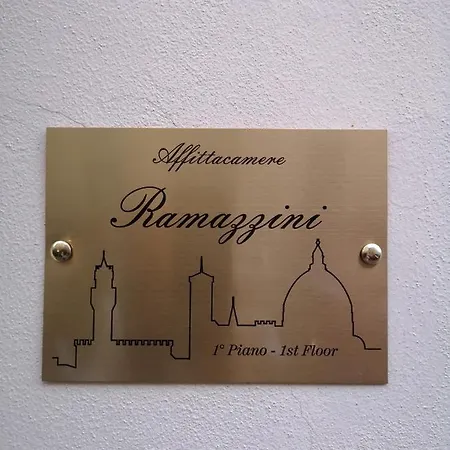 Affittacamere
Ramazzini
1° Piano - 1st Floor